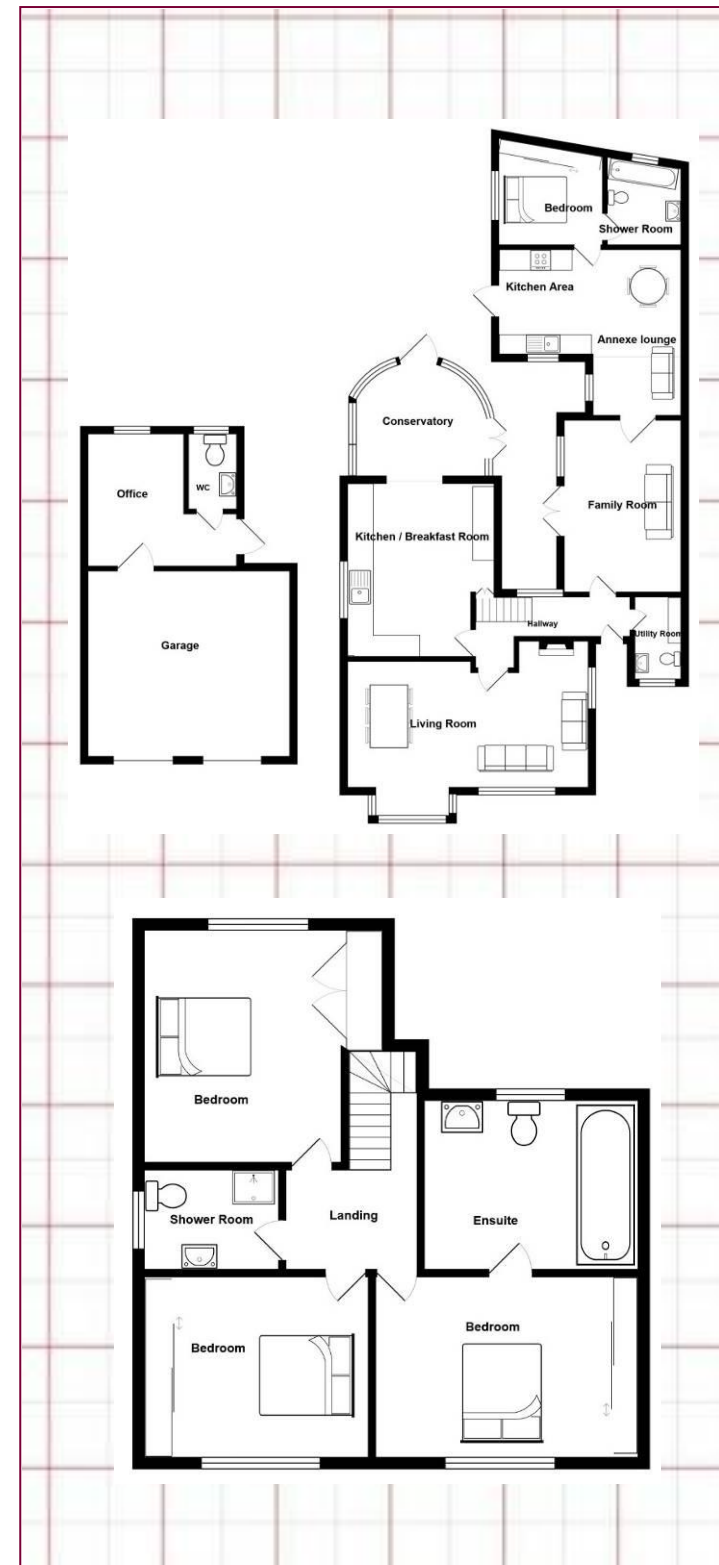 Bedroom
Shower Room
Kitchen Area
Annexe lounge
Conservatory
Office
WC
Family Room
Kitchen / Breakfast Room
Hallway
Utility Room
Garage
Living Room
Bedroom
Shower Room
Landing
Ensuite
Bedroom
Bedroom